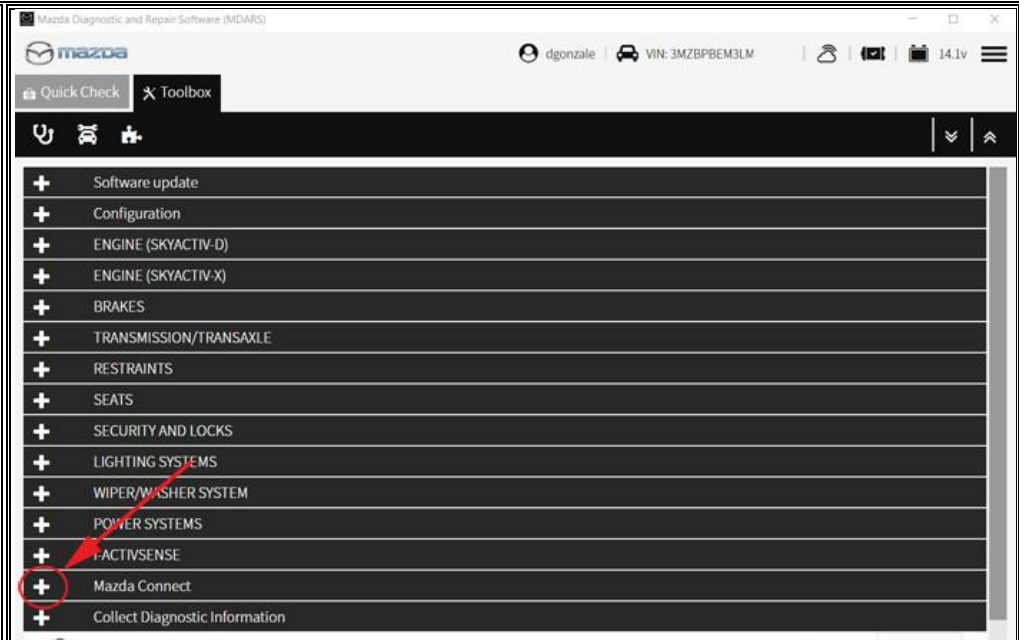 Mazda Diagnostic and Repair Software (MDARS)
mazda dgonzale VIN: 3MZBPBEM3LM 14.1v
Quick Check Toolbox
Software update
Configuration
ENGINE (SKYACTIV-D)
ENGINE (SKYACTIV-X)
BRAKES
TRANSMISSION/TRANSAXLE
RESTRAINTS
SEATS
SECURITY AND LOCKS
LIGHTING SYSTEMS
WIPER/WASHER SYSTEM
POWER SYSTEMS
i-ACTIVSENSE
Mazda Connect
Collect Diagnostic Information